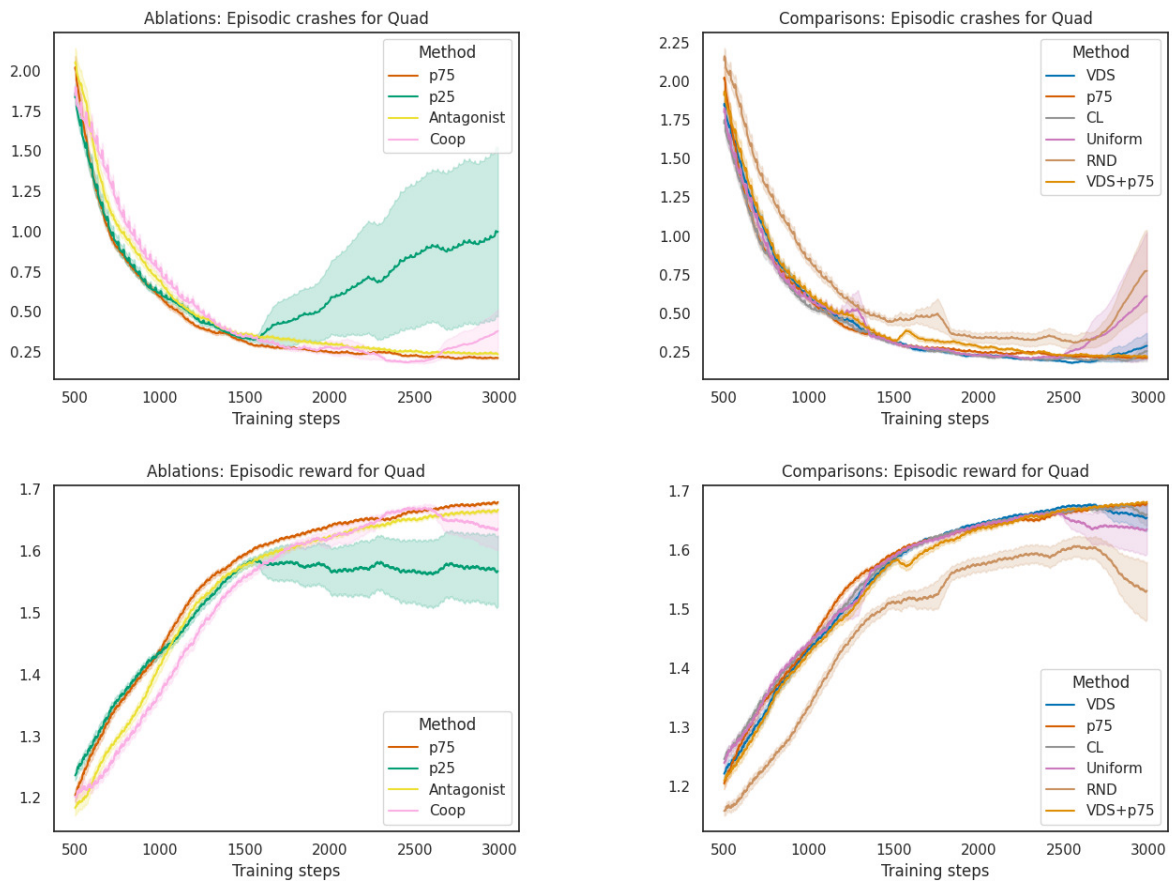 Ablations: Episodic crashes for Quad
2.00
1.75
1.50
1.25
1.00
0.75
0.50
0.25
500
1000
1500
2000
2500
3000
Training steps
Method
p75
p25
Antagonist
Coop
Comparisons: Episodic crashes for Quad
2.25
2.00
1.75
1.50
1.25
1.00
0.75
0.50
0.25
500
1000
1500
2000
2500
3000
Training steps
Method
VDS
p75
CL
Uniform
RND
VDS+p75
Ablations: Episodic reward for Quad
1.7
1.6
1.5
1.4
1.3
1.2
500
1000
1500
2000
2500
3000
Training steps
Method
p75
p25
Antagonist
Coop
Comparisons: Episodic reward for Quad
1.7
1.6
1.5
1.4
1.3
1.2
500
1000
1500
2000
2500
3000
Training steps
Method
VDS
p75
CL
Uniform
RND
VDS+p75